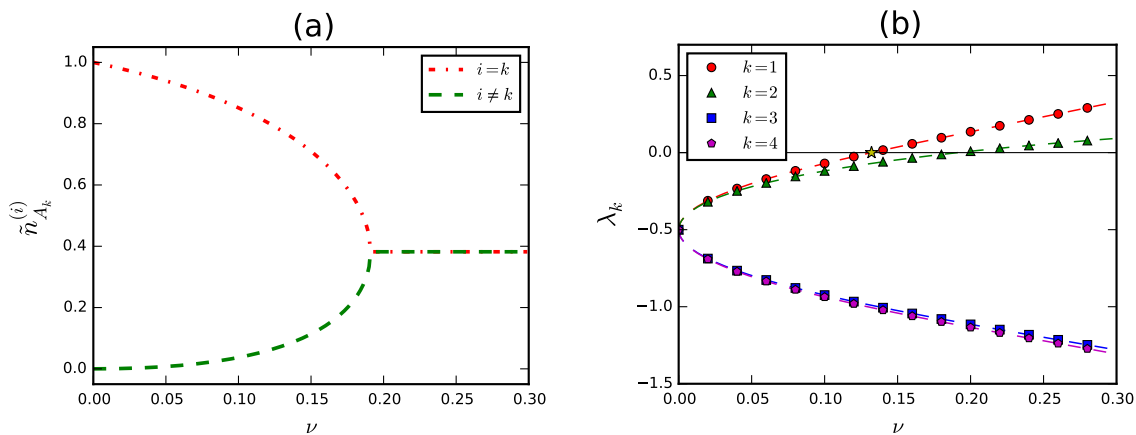 (a)
1.0
0.8
0.6
0.4
0.2
0.0
0.00 0.05 0.10 0.15 0.20 0.25 0.30
ν
ñ_{A_k}^{(i)}
i = k
i ≠ k
(b)
0.5
0.0
−0.5
−1.0
−1.5
0.00 0.05 0.10 0.15 0.20 0.25 0.30
ν
λ_k
k = 1
k = 2
k = 3
k = 4